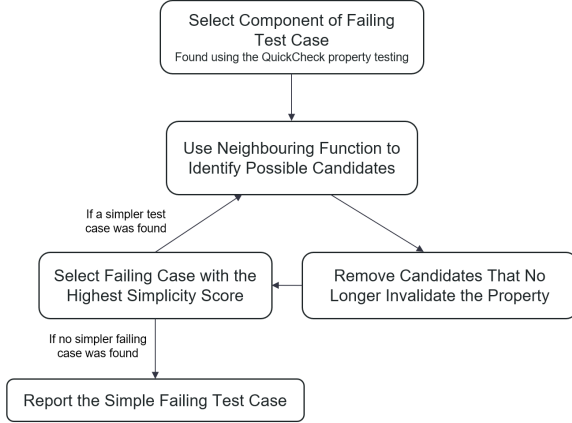 Select Component of Failing
Test Case
Found using the QuickCheck property testing
Use Neighbouring Function to
Identify Possible Candidates
If a simpler test
case was found
Select Failing Case with the
Highest Simplicity Score
Remove Candidates That No
Longer Invalidate the Property
If no simpler failing
case was found
Report the Simple Failing Test Case